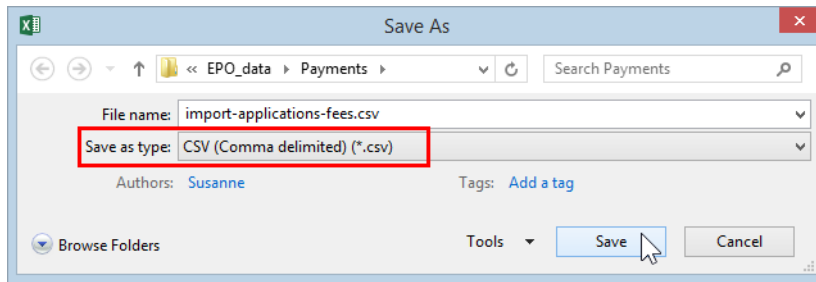 Save As
« EPO_data Payments
Search Payments
File name: import-applications-fees.csv
Save as type: CSV (Comma delimited) (*.csv)
Authors: Susanne Tags: Add a tag
Browse Folders Tools Save Cancel